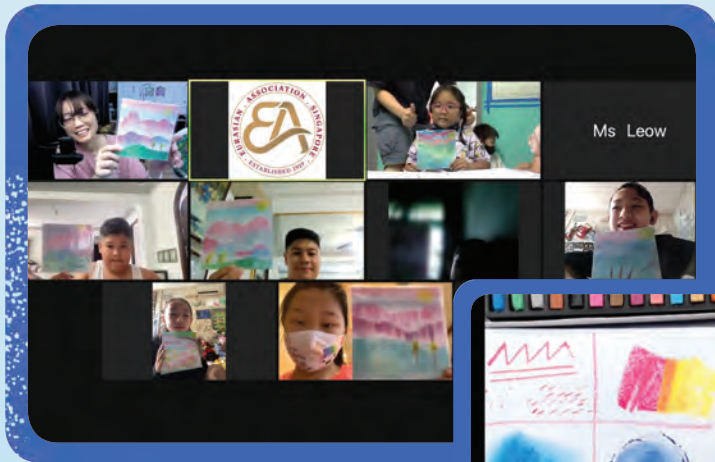 EURASIAN · ASSOCIATION · SINGAPORE
EA
· ESTABLISHED 1919 ·
Ms Leow